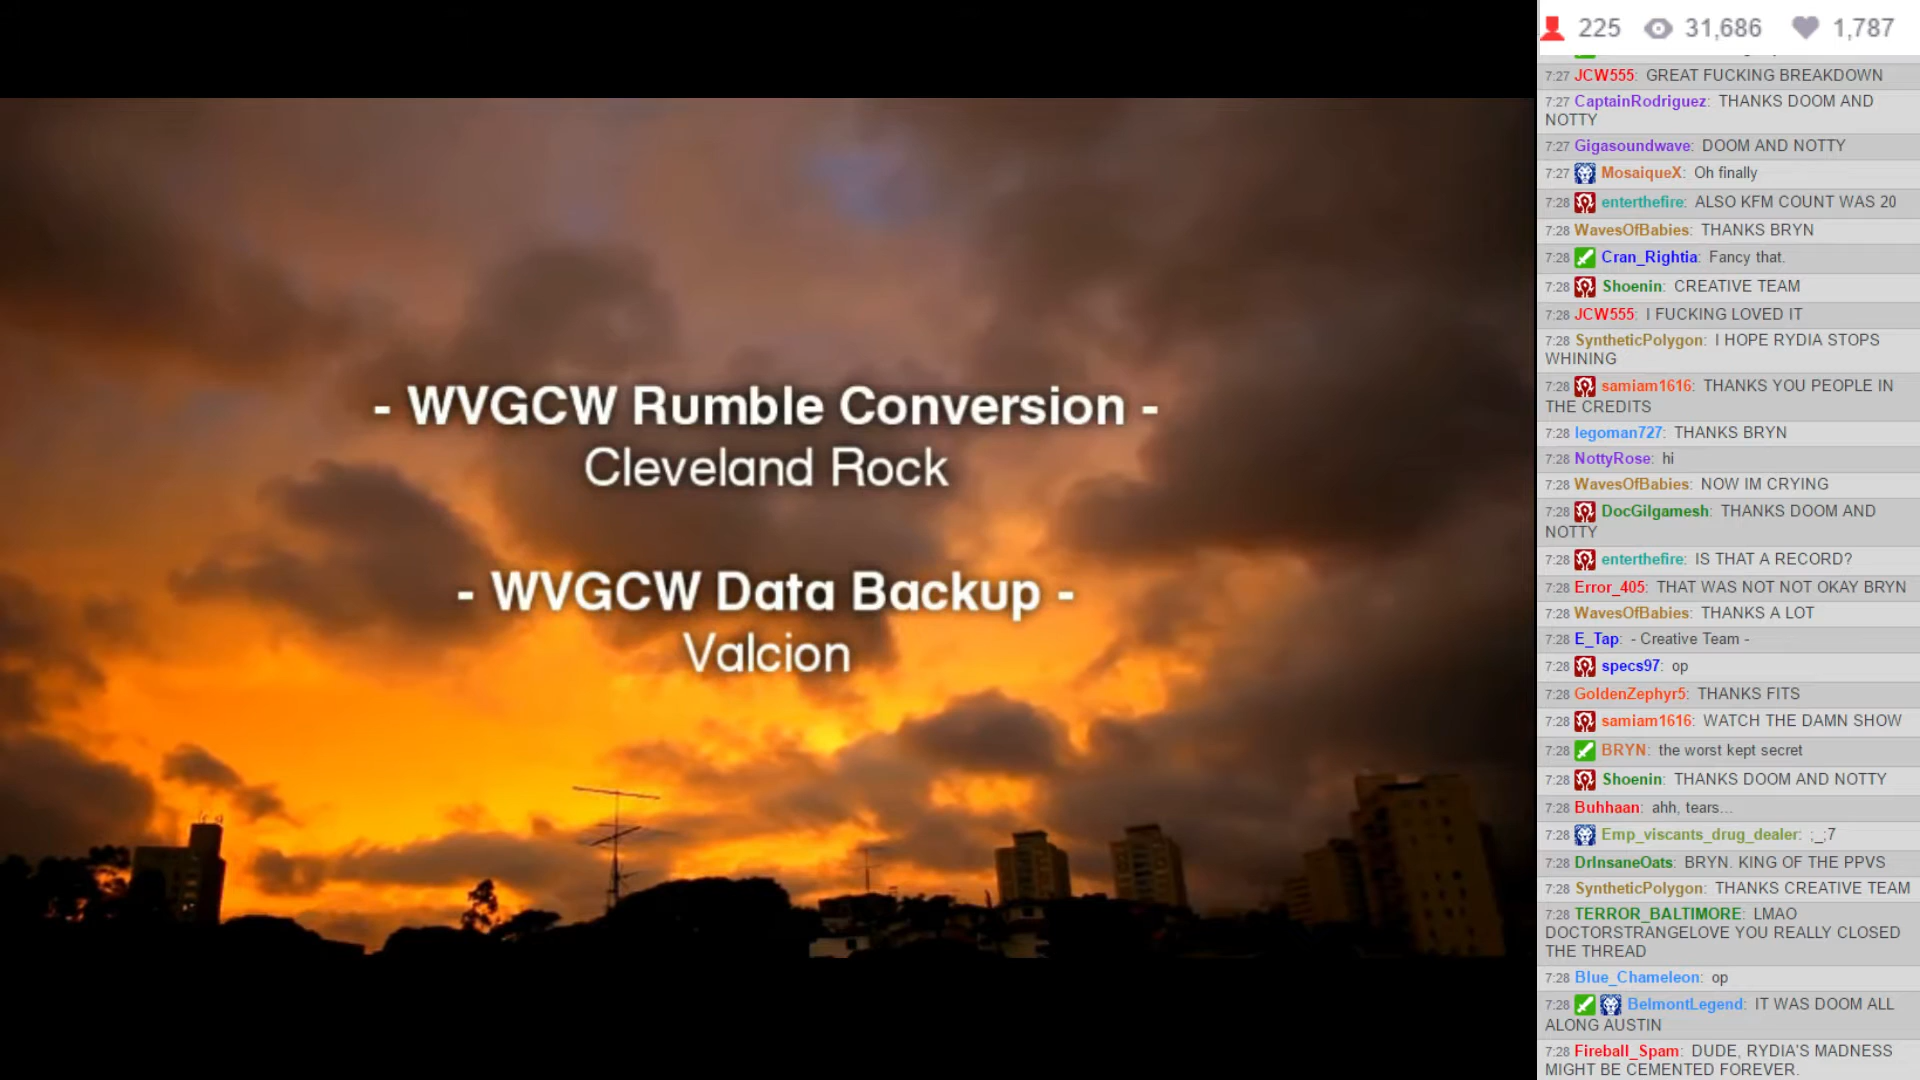 - WVGCW Rumble Conversion -
Cleveland Rock
- WVGCW Data Backup -
Valcion
225 31,686 1,787
7:27 JCW555: GREAT FUCKING BREAKDOWN
7:27 CaptainRodriguez: THANKS DOOM AND
NOTTY
7:27 Gigasoundwave: DOOM AND NOTTY
7:27 MosaiqueX: Oh finally
7:28 enterthefire: ALSO KFM COUNT WAS 20
7:28 WavesOfBabies: THANKS BRYN
7:28 Cran_Rightia: Fancy that.
7:28 Shoenin: CREATIVE TEAM
7:28 JCW555: I FUCKING LOVED IT
7:28 SyntheticPolygon: I HOPE RYDIA STOPS
WHINING
7:28 samiam1616: THANKS YOU PEOPLE IN
THE CREDITS
7:28 legoman727: THANKS BRYN
7:28 NottyRose: hi
7:28 WavesOfBabies: NOW IM CRYING
7:28 DocGilgamesh: THANKS DOOM AND
NOTTY
7:28 enterthefire: IS THAT A RECORD?
7:28 Error_405: THAT WAS NOT NOT OKAY BRYN
7:28 WavesOfBabies: THANKS A LOT
7:28 E_Tap: - Creative Team -
7:28 specs97: op
7:28 GoldenZephyr5: THANKS FITS
7:28 samiam1616: WATCH THE DAMN SHOW
7:28 BRYN: the worst kept secret
7:28 Shoenin: THANKS DOOM AND NOTTY
7:28 Buhhaan: ahh, tears...
7:28 Emp_viscants_drug_dealer: ;_;7
7:28 DrInsaneOats: BRYN. KING OF THE PPVS
7:28 SyntheticPolygon: THANKS CREATIVE TEAM
7:28 TERROR_BALTIMORE: LMAO
DOCTORSTRANGELOVE YOU REALLY CLOSED
THE THREAD
7:28 Blue_Chameleon: op
7:28 BelmontLegend: IT WAS DOOM ALL
ALONG AUSTIN
7:28 Fireball_Spam: DUDE, RYDIA'S MADNESS
MIGHT BE CEMENTED FOREVER.